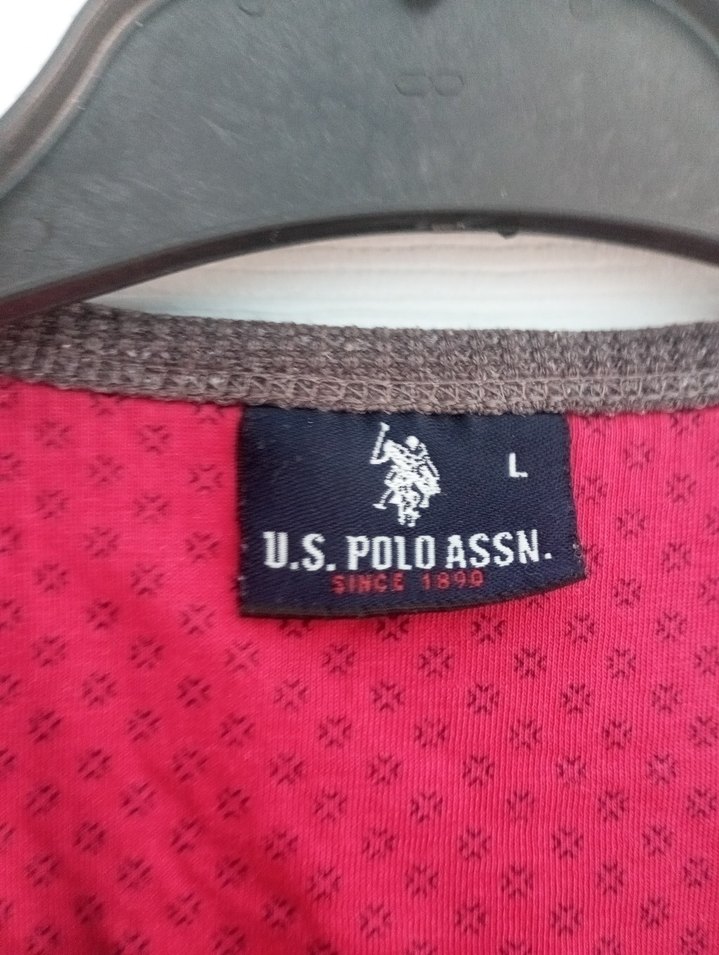 L
U.S. POLO ASSN.
SINCE 1890